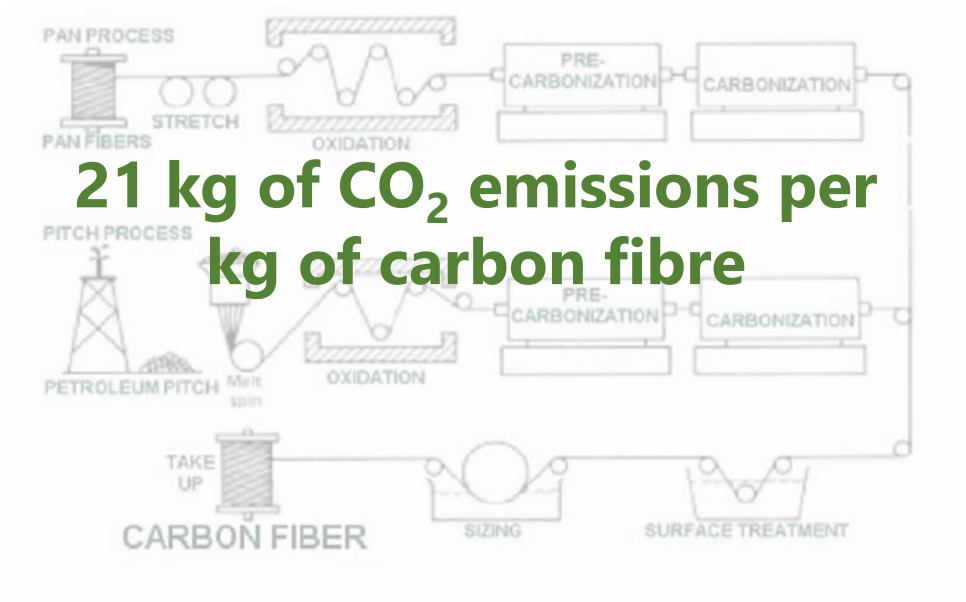 PAN PROCESS
PAN FIBERS
STRETCH
OXIDATION
PRE-
CARBONIZATION
CARBONIZATION
21 kg of CO₂ emissions per
kg of carbon fibre
PITCH PROCESS
PETROLEUM PITCH
Melt
spin
OXIDATION
PRE-
CARBONIZATION
CARBONIZATION
TAKE
UP
CARBON FIBER
SIZING
SURFACE TREATMENT